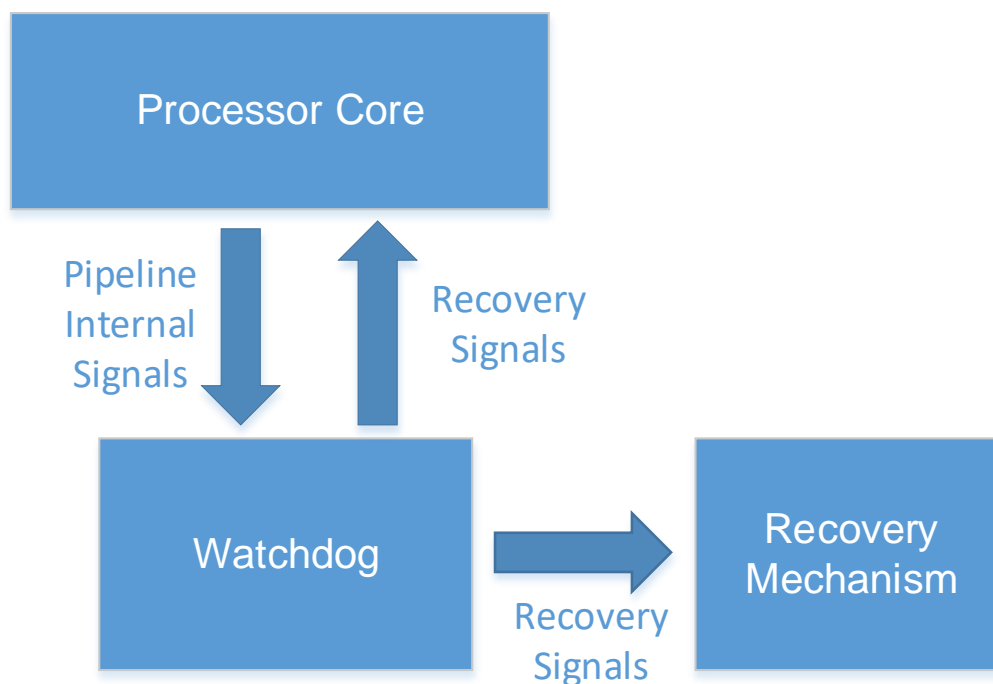 Processor Core
Pipeline
Internal
Signals
Recovery
Signals
Watchdog
Recovery
Mechanism
Recovery
Signals